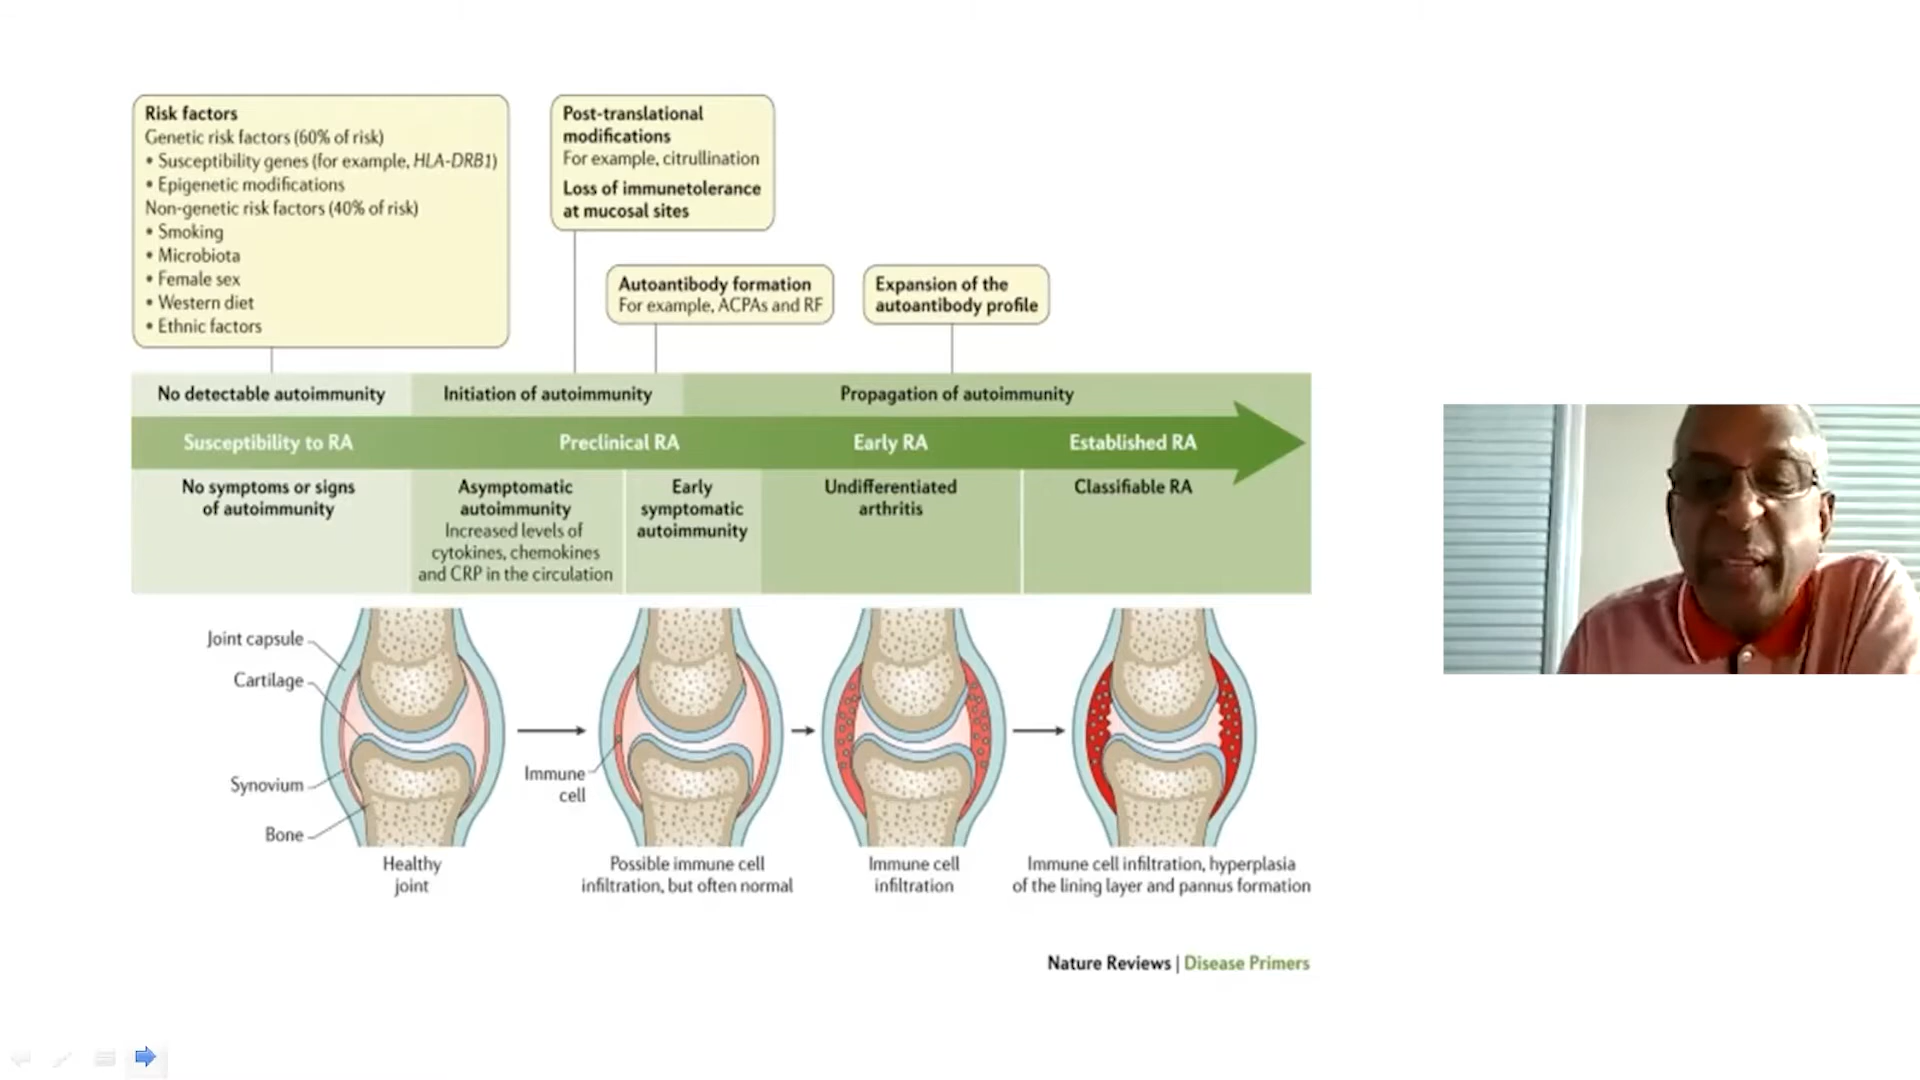 Risk factors
Genetic risk factors (60% of risk)
• Susceptibility genes (for example, HLA-DRB1)
• Epigenetic modifications
Non-genetic risk factors (40% of risk)
• Smoking
• Microbiota
• Female sex
• Western diet
• Ethnic factors
Post-translational
modifications
For example, citrullination
Loss of immunetolerance
at mucosal sites
Autoantibody formation
For example, ACPAs and RF
Expansion of the
autoantibody profile
No detectable autoimmunity
Initiation of autoimmunity
Propagation of autoimmunity
Susceptibility to RA
Preclinical RA
Early RA
Established RA
No symptoms or signs
of autoimmunity
Asymptomatic
autoimmunity
Increased levels of
cytokines, chemokines
and CRP in the circulation
Early
symptomatic
autoimmunity
Undifferentiated
arthritis
Classifiable RA
Joint capsule
Cartilage
Synovium
Bone
Immune
cell
Healthy
joint
Possible immune cell
infiltration, but often normal
Immune cell
infiltration
Immune cell infiltration, hyperplasia
of the lining layer and pannus formation
Nature Reviews | Disease Primers